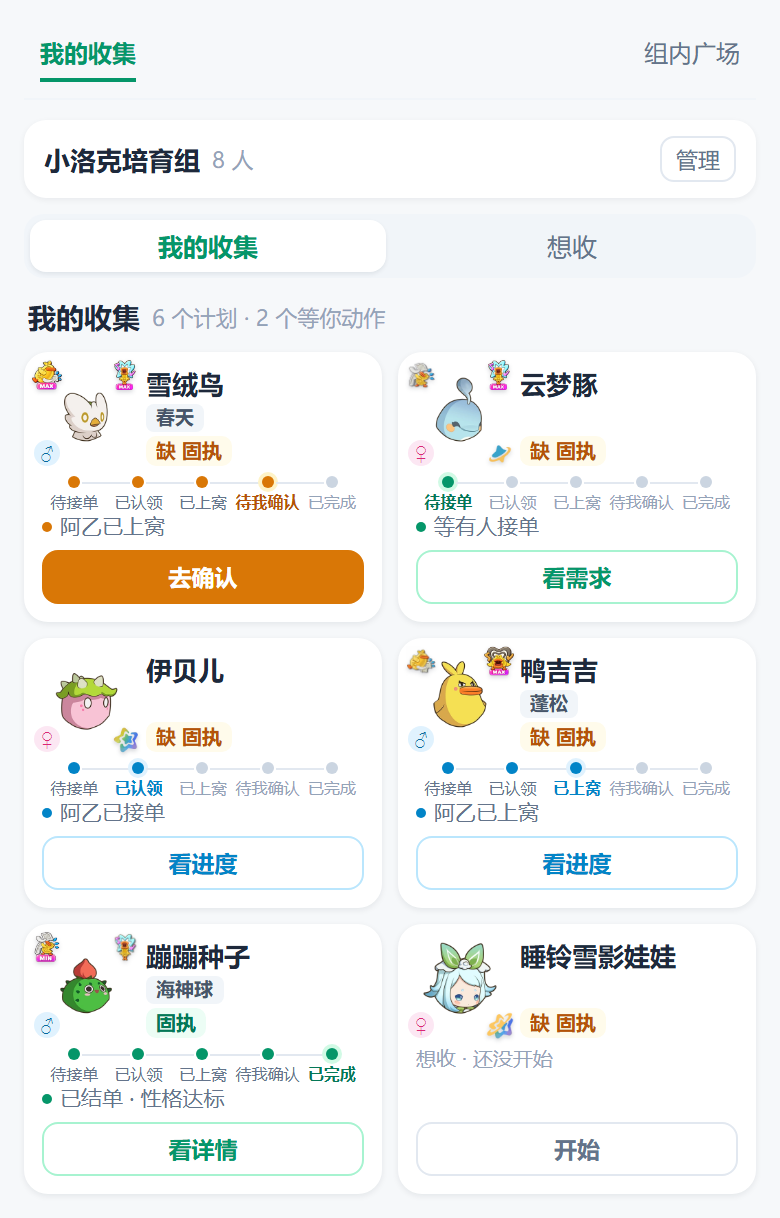 我的收集 组内广场
小洛克培育组 8 人 管理
我的收集 想收
我的收集 6 个计划 · 2 个等你动作
MAX MAX 雪绒鸟
春天
♂ 缺 固执
待接单 已认领 已上窝 待我确认 已完成
阿乙已上窝
去确认
MAX 云梦豚
♀ 缺 固执
待接单 已认领 已上窝 待我确认 已完成
等有人接单
看需求
伊贝儿
♀ 缺 固执
待接单 已认领 已上窝 待我确认 已完成
阿乙已接单
看进度
MAX 鸭吉吉
蓬松
♂ 缺 固执
待接单 已认领 已上窝 待我确认 已完成
阿乙已上窝
看进度
MIN 蹦蹦种子
海神球
♂ 固执
待接单 已认领 已上窝 待我确认 已完成
已结单 · 性格达标
看详情
睡铃雪影娃娃
♀ 缺 固执
想收 · 还没开始
开始